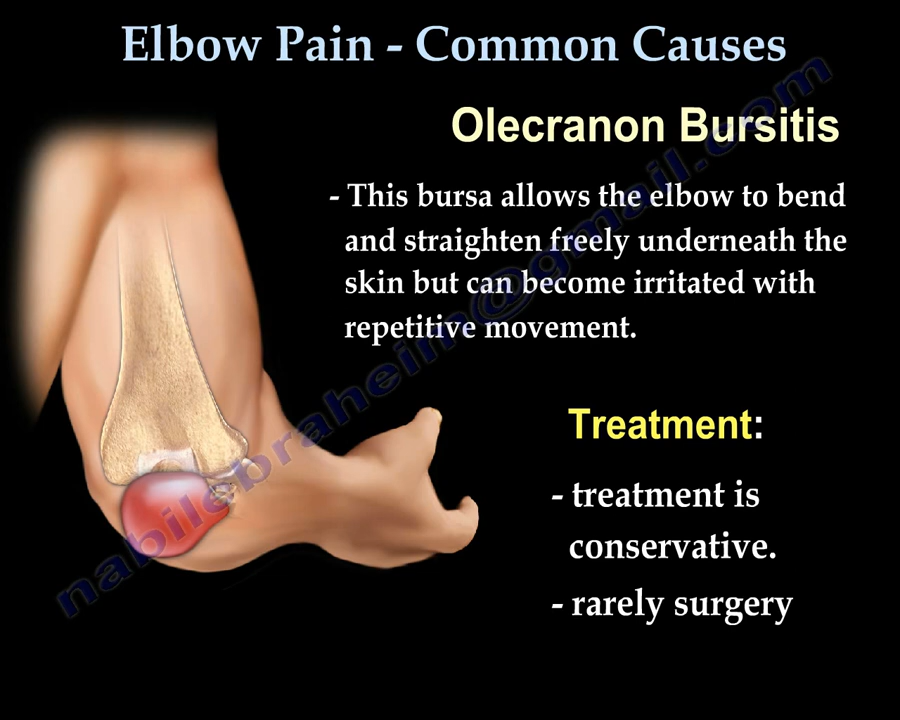 Elbow Pain - Common Causes
Olecranon Bursitis
- This bursa allows the elbow to bend
and straighten freely underneath the
skin but can become irritated with
repetitive movement.
Treatment:
- treatment is
conservative.
- rarely surgery
nabilebraheim@gmail.com